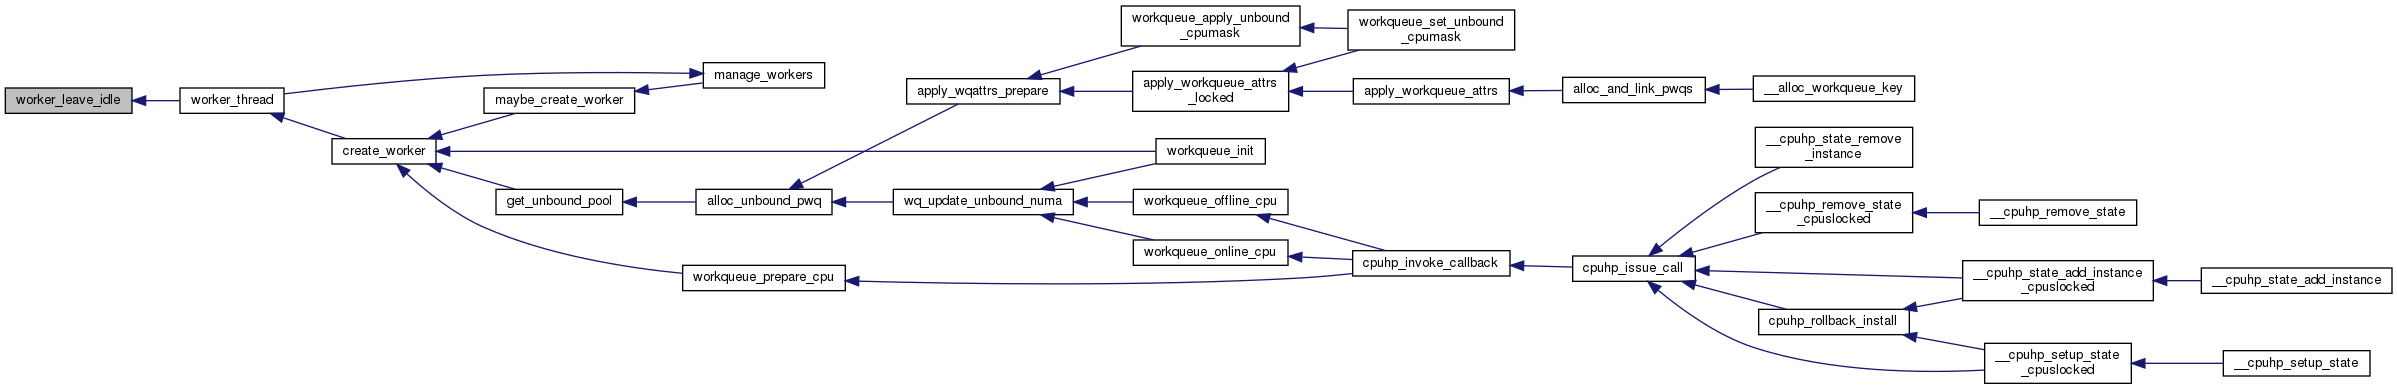 worker_leave_idle
worker_thread
create_worker
maybe_create_worker
manage_workers
get_unbound_pool
workqueue_prepare_cpu
alloc_unbound_pwq
apply_wqattrs_prepare
wq_update_unbound_numa
workqueue_apply_unbound
_cpumask
apply_workqueue_attrs
_locked
workqueue_init
workqueue_offline_cpu
workqueue_online_cpu
workqueue_set_unbound
_cpumask
apply_workqueue_attrs
cpuhp_invoke_callback
alloc_and_link_pwqs
cpuhp_issue_call
__alloc_workqueue_key
__cpuhp_state_remove
_instance
__cpuhp_remove_state
_cpuslocked
cpuhp_rollback_install
__cpuhp_remove_state
__cpuhp_state_add_instance
_cpuslocked
__cpuhp_setup_state
_cpuslocked
__cpuhp_state_add_instance
__cpuhp_setup_state